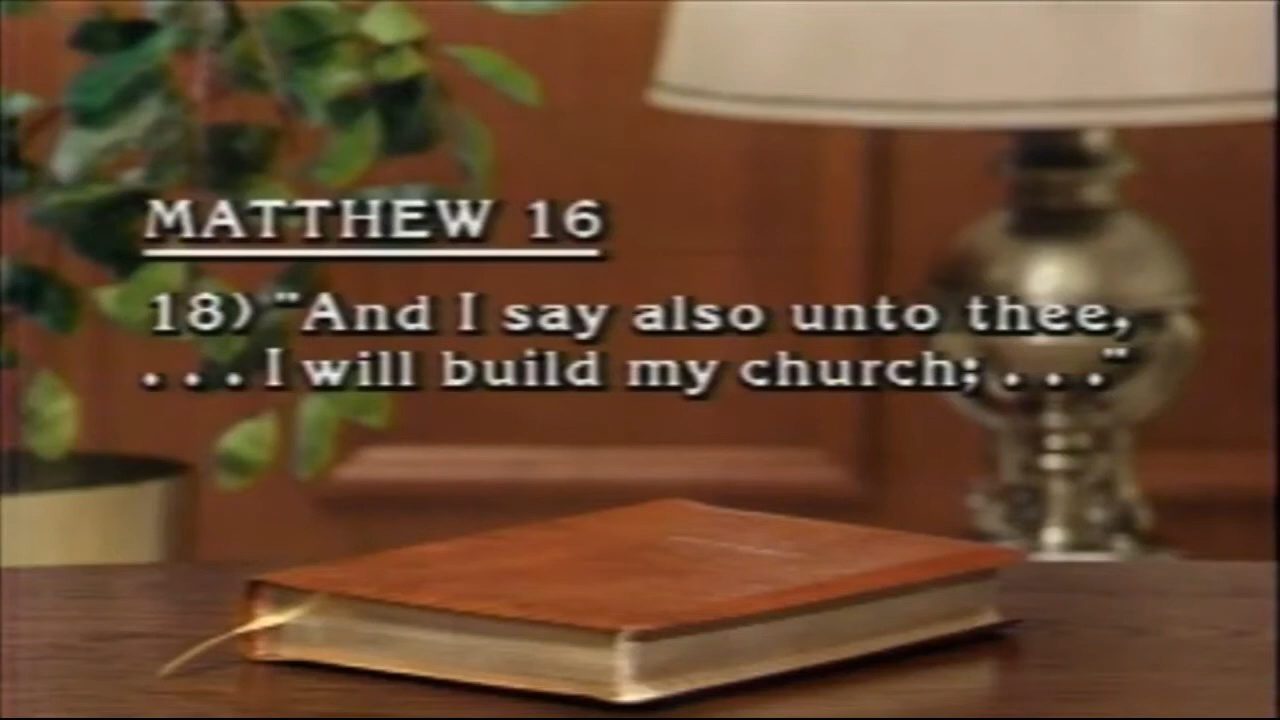 MATTHEW 16
18) "And I say also unto thee,
. . . I will build my church; . . ."